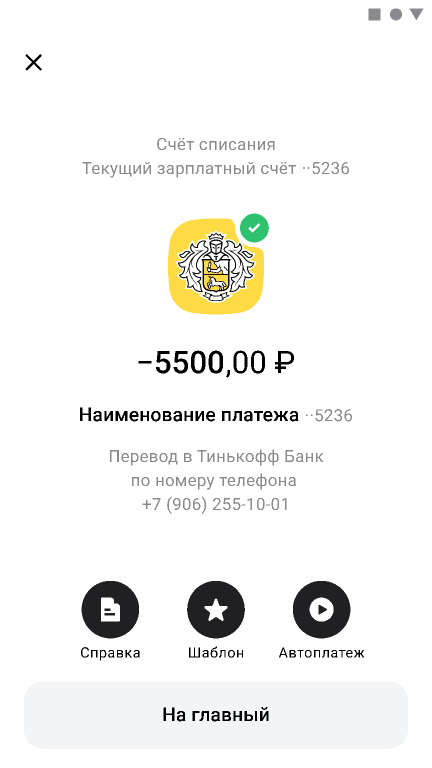 Счёт списания
Текущий зарплатный счёт ··5236
−5500,00 ₽
Наименование платежа ··5236
Перевод в Тинькофф Банк
по номеру телефона
+7 (906) 255-10-01
Справка
Шаблон
Автоплатеж
На главный